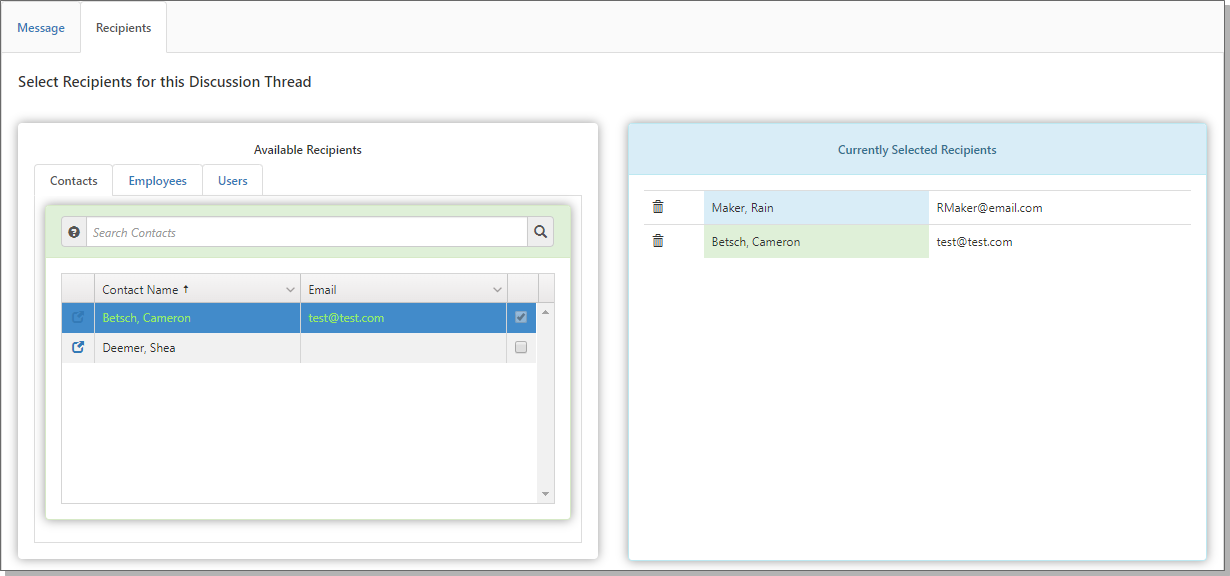 Message Recipients
Select Recipients for this Discussion Thread
Available Recipients
Contacts Employees Users
Search Contacts
Contact Name ↑ Email
Betsch, Cameron test@test.com
Deemer, Shea
Currently Selected Recipients
Maker, Rain RMaker@email.com
Betsch, Cameron test@test.com